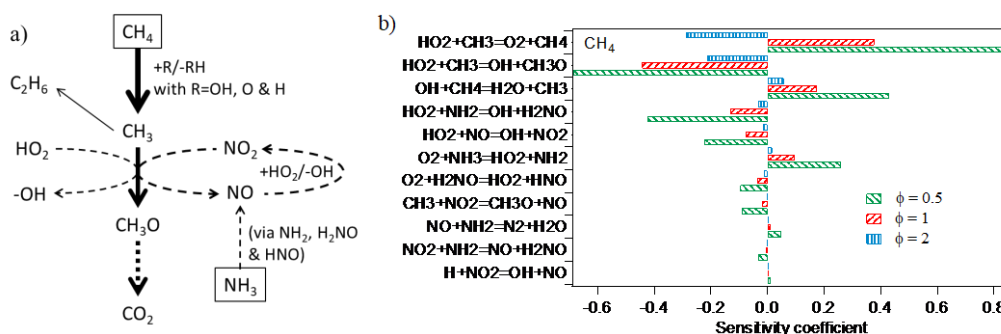 a)
CH₄
+R/-RH
with R=OH, O & H
C₂H₆
CH₃
HO₂
NO₂
+HO₂/-OH
-OH
NO
CH₃O
(via NH₂, H₂NO
& HNO)
NH₃
CO₂
b)
CH₄
HO2+CH3=O2+CH4
HO2+CH3=OH+CH3O
OH+CH4=H2O+CH3
HO2+NH2=OH+H2NO
HO2+NO=OH+NO2
O2+NH3=HO2+NH2
O2+H2NO=HO2+HNO
CH3+NO2=CH3O+NO
NO+NH2=N2+H2O
NO2+NH2=NO+H2NO
H+NO2=OH+NO
ϕ = 0.5
ϕ = 1
ϕ = 2
-0.6 -0.4 -0.2 0.0 0.2 0.4 0.6 0.8
Sensitivity coefficient